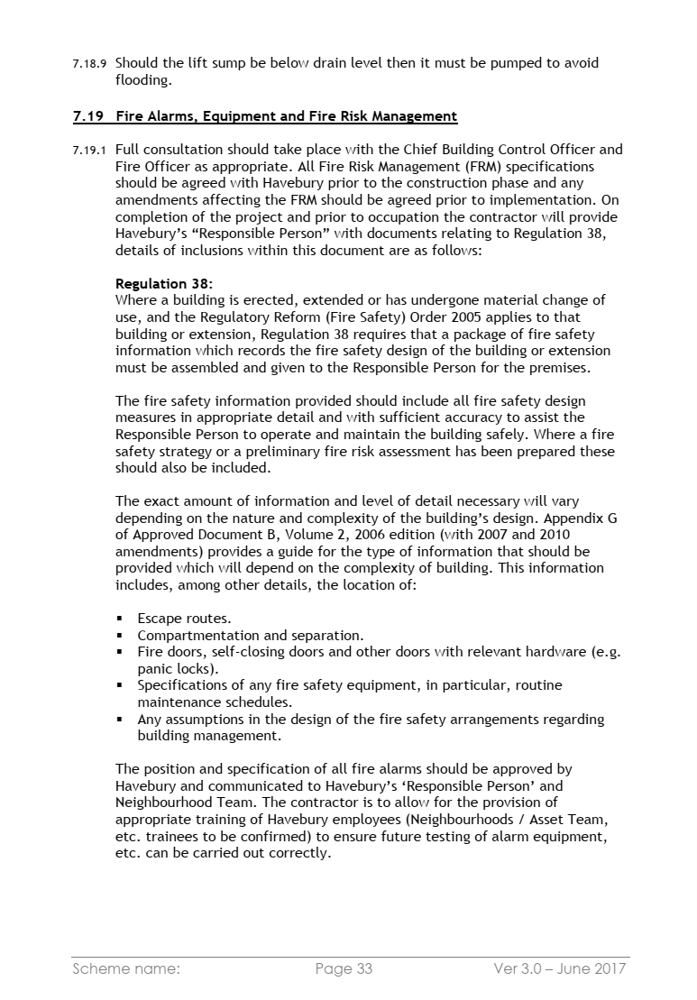 7.18.9 Should the lift sump be below drain level then it must be pumped to avoid
flooding.
7.19 Fire Alarms, Equipment and Fire Risk Management
7.19.1 Full consultation should take place with the Chief Building Control Officer and
Fire Officer as appropriate. All Fire Risk Management (FRM) specifications
should be agreed with Havebury prior to the construction phase and any
amendments affecting the FRM should be agreed prior to implementation. On
completion of the project and prior to occupation the contractor will provide
Havebury’s “Responsible Person” with documents relating to Regulation 38,
details of inclusions within this document are as follows:
Regulation 38:
Where a building is erected, extended or has undergone material change of
use, and the Regulatory Reform (Fire Safety) Order 2005 applies to that
building or extension, Regulation 38 requires that a package of fire safety
information which records the fire safety design of the building or extension
must be assembled and given to the Responsible Person for the premises.
The fire safety information provided should include all fire safety design
measures in appropriate detail and with sufficient accuracy to assist the
Responsible Person to operate and maintain the building safely. Where a fire
safety strategy or a preliminary fire risk assessment has been prepared these
should also be included.
The exact amount of information and level of detail necessary will vary
depending on the nature and complexity of the building’s design. Appendix G
of Approved Document B, Volume 2, 2006 edition (with 2007 and 2010
amendments) provides a guide for the type of information that should be
provided which will depend on the complexity of building. This information
includes, among other details, the location of:
▪ Escape routes.
▪ Compartmentation and separation.
▪ Fire doors, self-closing doors and other doors with relevant hardware (e.g.
panic locks).
▪ Specifications of any fire safety equipment, in particular, routine
maintenance schedules.
▪ Any assumptions in the design of the fire safety arrangements regarding
building management.
The position and specification of all fire alarms should be approved by
Havebury and communicated to Havebury’s ‘Responsible Person’ and
Neighbourhood Team. The contractor is to allow for the provision of
appropriate training of Havebury employees (Neighbourhoods / Asset Team,
etc. trainees to be confirmed) to ensure future testing of alarm equipment,
etc. can be carried out correctly.
Scheme name: Page 33 Ver 3.0 – June 2017